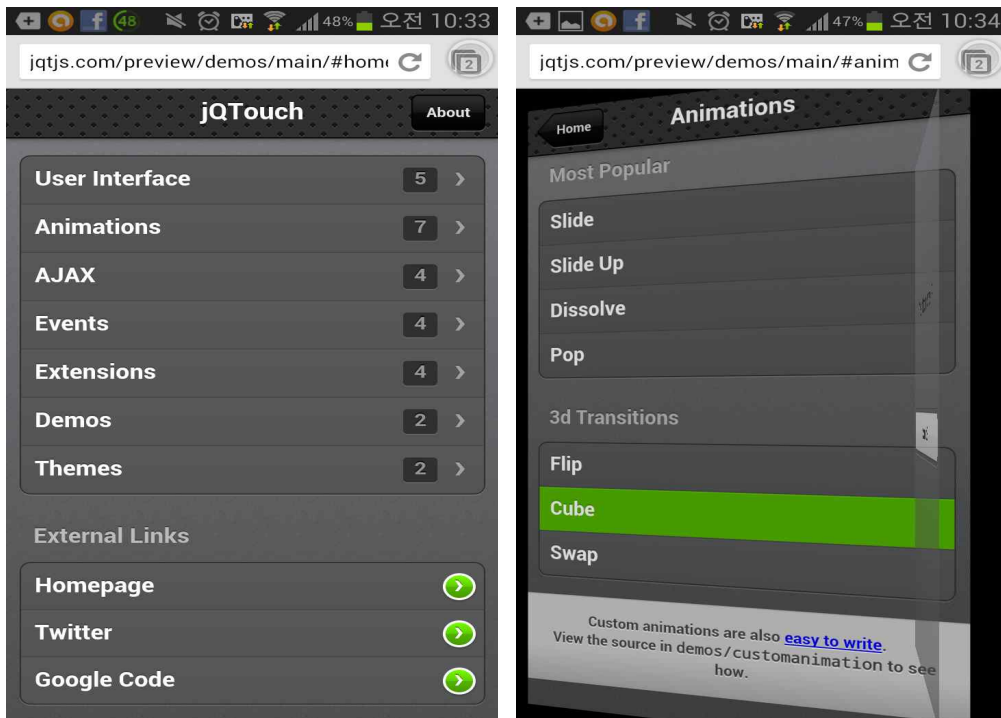 48 48% 오전 10:33
jqtjs.com/preview/demos/main/#hom 2
jQTouch About
User Interface 5
Animations 7
AJAX 4
Events 4
Extensions 4
Demos 2
Themes 2
External Links
Homepage
Twitter
Google Code
47% 오전 10:34
jqtjs.com/preview/demos/main/#anim 2
Home Animations
Most Popular
Slide
Slide Up
Dissolve
Pop
3d Transitions
Flip
Cube
Swap
Custom animations are also easy to write.
View the source in demos/customanimation to see
how.